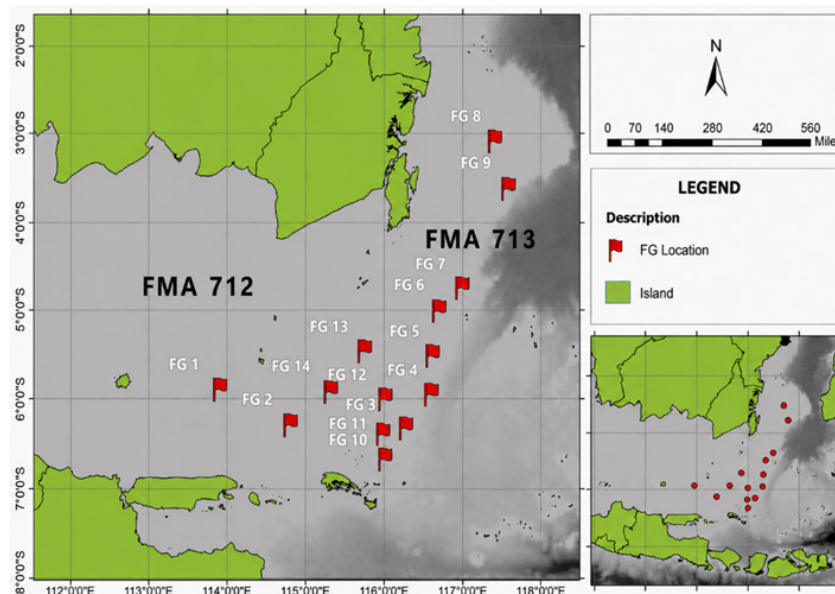 2°0'0"S
3°0'0"S
4°0'0"S
5°0'0"S
6°0'0"S
7°0'0"S
8°0'0"S
112°0'0"E
113°0'0"E
114°0'0"E
115°0'0"E
116°0'0"E
117°0'0"E
118°0'0"E
FG 8
FG 9
FMA 713
FG 7
FG 6
FMA 712
FG 13
FG 5
FG 1
FG 14
FG 12
FG 4
FG 2
FG 3
FG 11
FG 10
N
0 70 140 280 420 560
Mile
LEGEND
Description
FG Location
Island